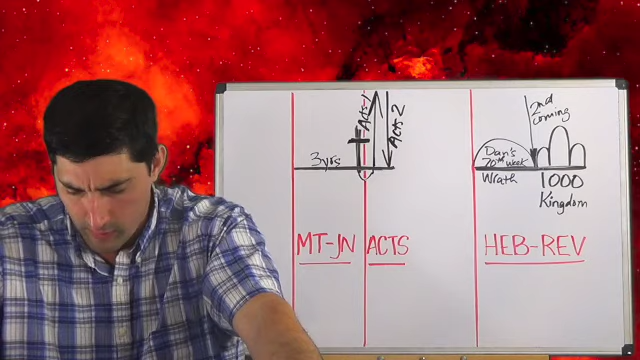 3yrs
Acts 1
Acts 2
MT-JN
ACTS
2nd
coming
Dan's
70th week
Wrath
1000
Kingdom
HEB-REV